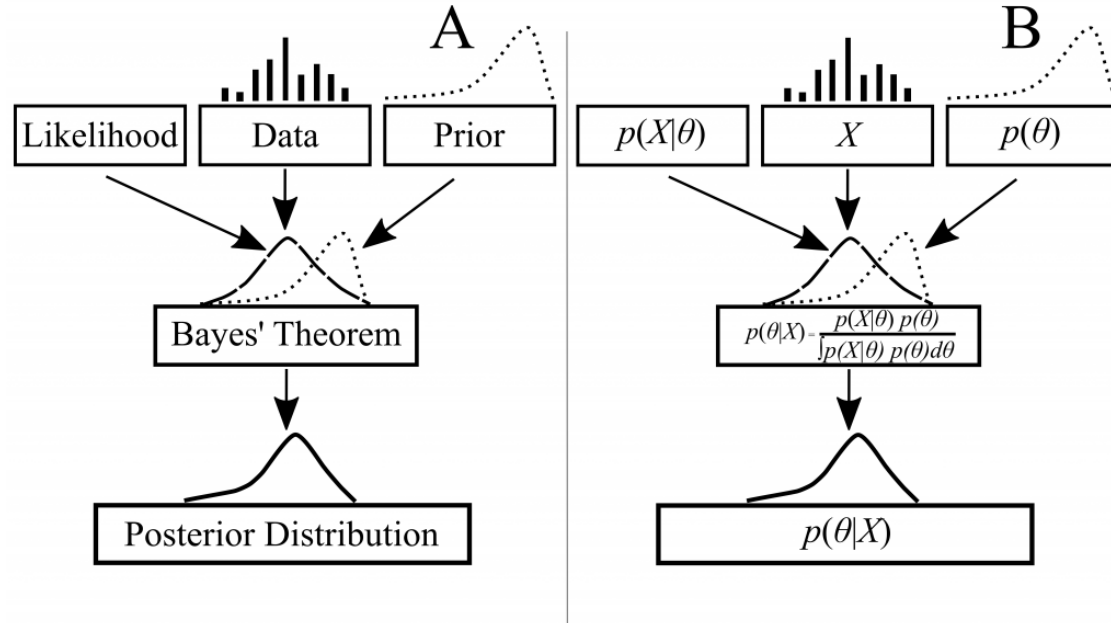 A
Likelihood
Data
Prior
Bayes' Theorem
Posterior Distribution
B
p(X|θ)
X
p(θ)
p(θ|X) = p(X|θ) p(θ)
∫p(X|θ) p(θ)dθ
p(θ|X)